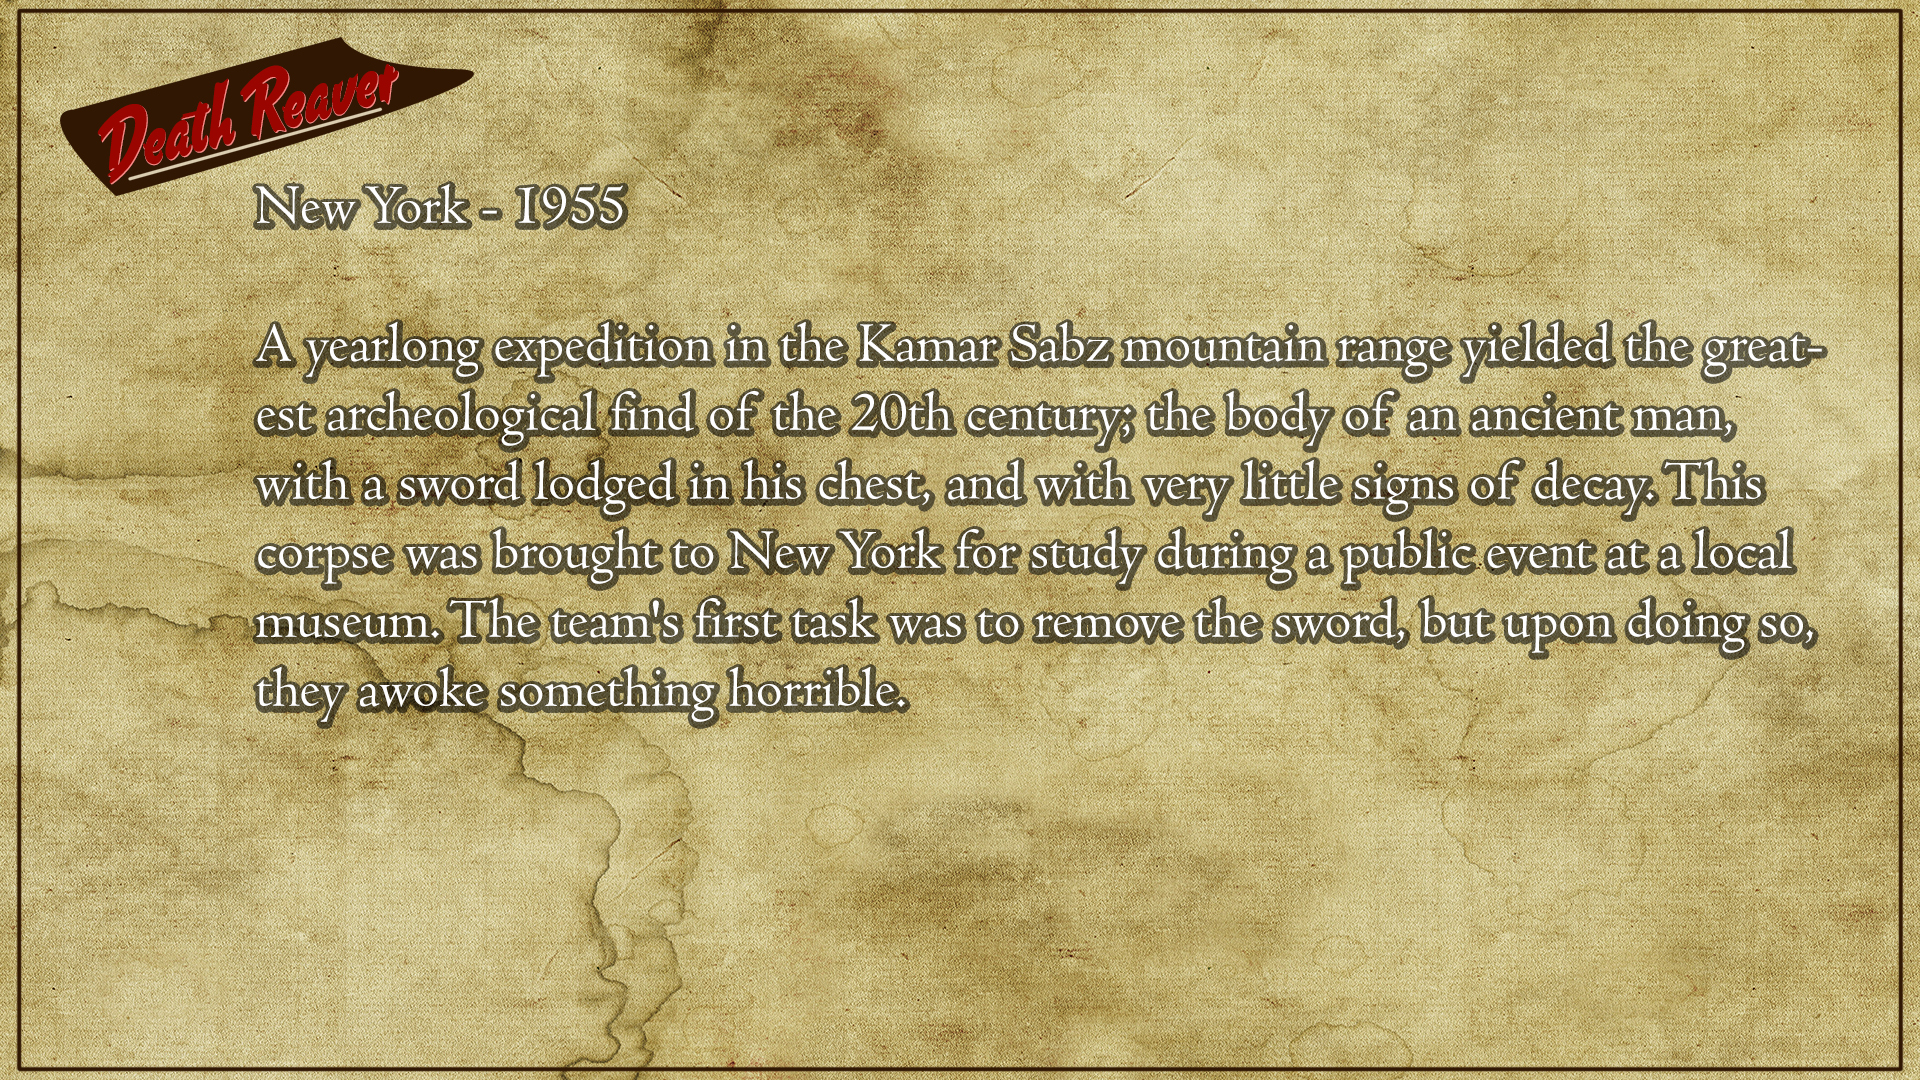 Death Reaver
New York - 1955
A yearlong expedition in the Kamar Sabz mountain range yielded the great-
est archeological find of the 20th century; the body of an ancient man,
with a sword lodged in his chest, and with very little signs of decay. This
corpse was brought to New York for study during a public event at a local
museum. The team's first task was to remove the sword, but upon doing so,
they awoke something horrible.